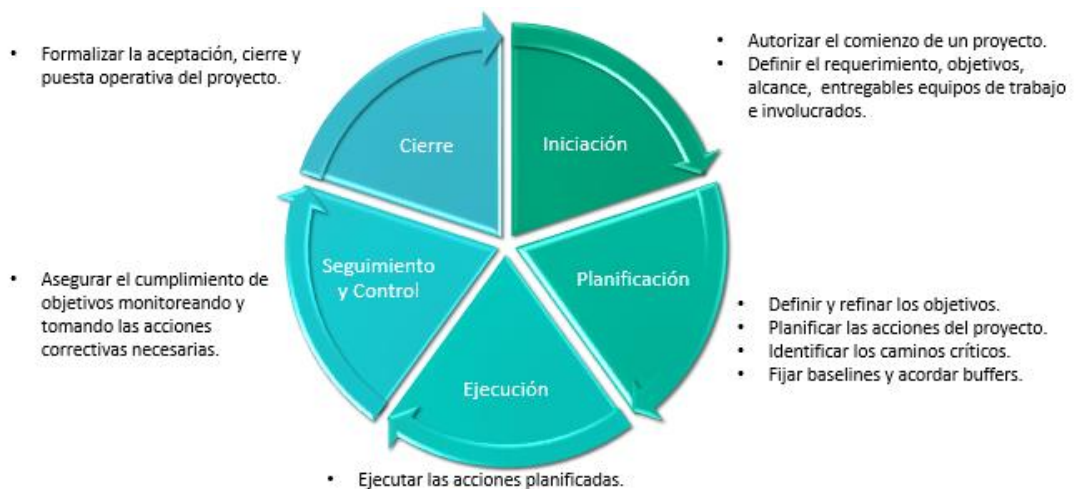 • Formalizar la aceptación, cierre y
puesta operativa del proyecto.
• Autorizar el comienzo de un proyecto.
• Definir el requerimiento, objetivos,
alcance, entregables equipos de trabajo
e involucrados.
Cierre
Iniciación
Seguimiento
y Control
Planificación
Ejecución
• Asegurar el cumplimiento de
objetivos monitoreando y
tomando las acciones
correctivas necesarias.
• Definir y refinar los objetivos.
• Planificar las acciones del proyecto.
• Identificar los caminos críticos.
• Fijar baselines y acordar buffers.
• Ejecutar las acciones planificadas.